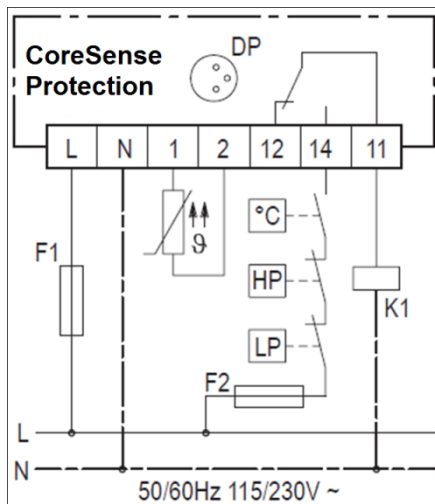 CoreSense
Protection
DP
L N 1 2 12 14 11
°C
F1
ϑ
HP
K1
LP
F2
L
N
50/60Hz 115/230V ~